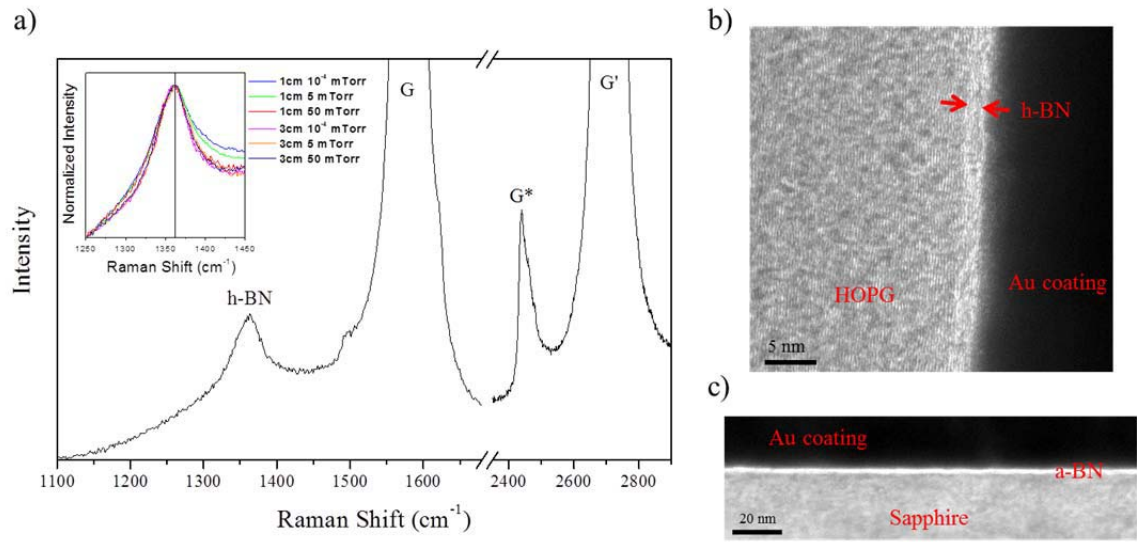 a)
G
G'
G*
h-BN
Intensity
1100 1200 1300 1400 1500 1600 2400 2600 2800
Raman Shift (cm⁻¹)
Normalized Intensity
1cm 10⁻⁴ mTorr
1cm 5 mTorr
1cm 50 mTorr
3cm 10⁻⁴ mTorr
3cm 5 mTorr
3cm 50 mTorr
1250 1300 1350 1400 1450
Raman Shift (cm⁻¹)
b)
h-BN
HOPG
Au coating
5 nm
c)
Au coating
a-BN
Sapphire
20 nm